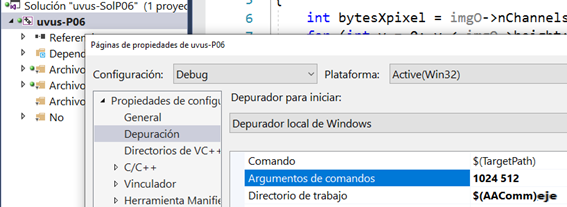 Solución "uvus-SolP06" (1 proyec
uvus-P06
Referen
Depend
Archivo
Archivo
Archivo
No
5 {
6 int bytesXpixel = imgO->nChannels
7
Páginas de propiedades de uvus-P06
Configuración: Debug Plataforma: Active(Win32)
Propiedades de configu
General
Depuración
Directorios de VC++
C/C++
Vinculador
Herramienta Manifie
Depurador para iniciar:
Depurador local de Windows
Comando $(TargetPath)
Argumentos de comandos 1024 512
Directorio de trabajo $(AAComm)eje